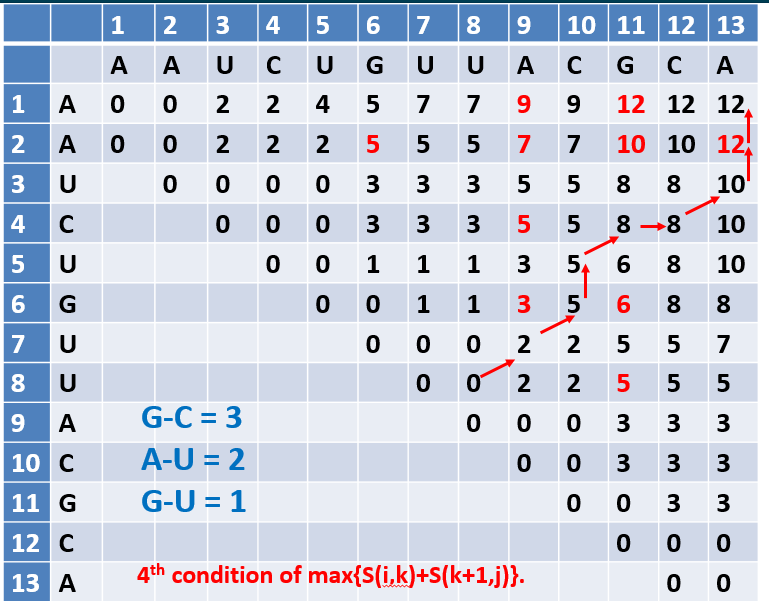 1 2 3 4 5 6 7 8 9 10 11 12 13
A A U C U G U U A C G C A
1 A 0 0 2 2 4 5 7 7 9 9 12 12 12
2 A 0 0 2 2 2 5 5 5 7 7 10 10 12
3 U 0 0 0 0 3 3 3 5 5 8 8 10
4 C 0 0 0 3 3 3 5 5 8 8 10
5 U 0 0 1 1 1 3 5 6 8 10
6 G 0 0 1 1 3 5 6 8 8
7 U 0 0 0 2 2 5 5 7
8 U 0 0 2 2 5 5 5
9 A 0 0 0 3 3 3
10 C 0 0 3 3 3
11 G 0 0 3 3
12 C 0 0 0
13 A 0 0
G-C = 3
A-U = 2
G-U = 1
4th condition of max{S(i,k)+S(k+1,j)}.